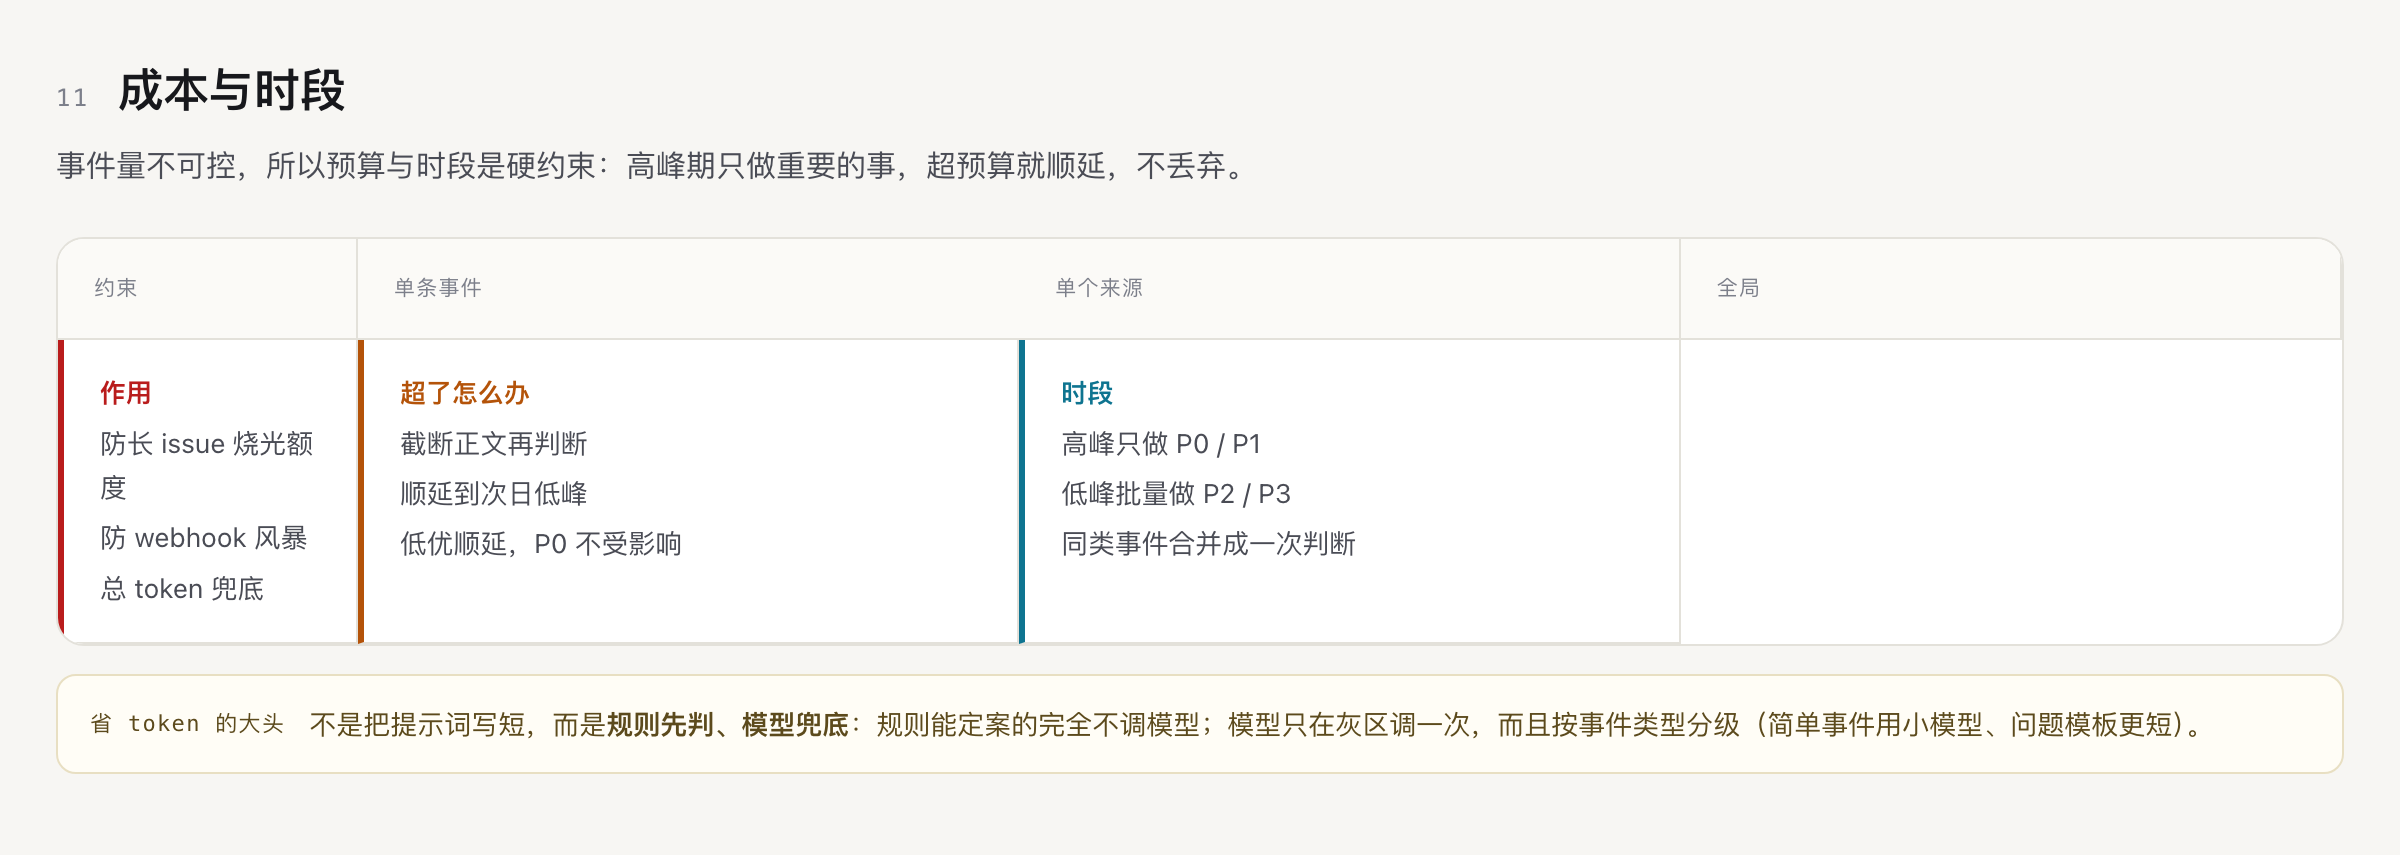 11 成本与时段
事件量不可控，所以预算与时段是硬约束：高峰期只做重要的事，超预算就顺延，不丢弃。
约束 单条事件 单个来源 全局
作用
防长 issue 烧光额
度
防 webhook 风暴
总 token 兜底
超了怎么办
截断正文再判断
顺延到次日低峰
低优顺延，P0 不受影响
时段
高峰只做 P0 / P1
低峰批量做 P2 / P3
同类事件合并成一次判断
省 token 的大头 不是把提示词写短，而是规则先判、模型兜底：规则能定案的完全不调模型；模型只在灰区调一次，而且按事件类型分级（简单事件用小模型、问题模板更短）。